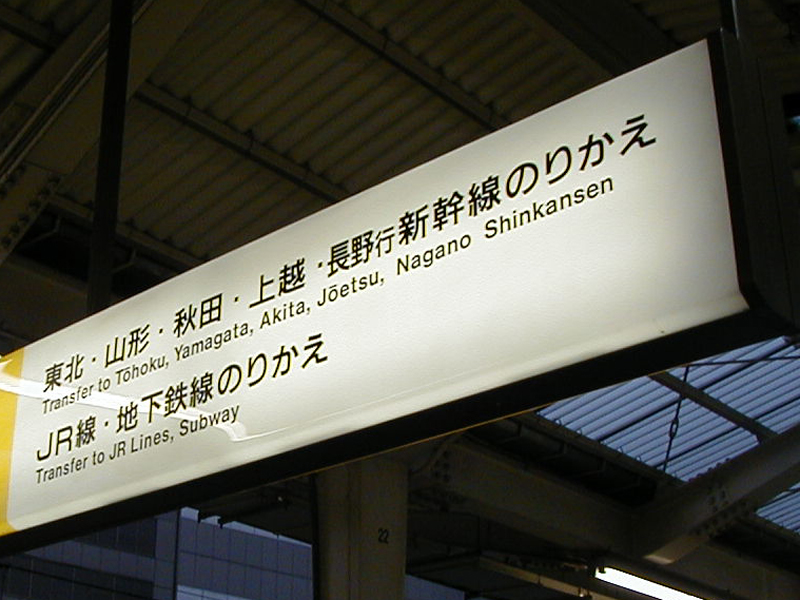 東北・山形・秋田・上越・長野行新幹線のりかえ
Transfer to Tōhoku, Yamagata, Akita, Jōetsu, Nagano Shinkansen
JR線・地下鉄線のりかえ
Transfer to JR Lines, Subway
22